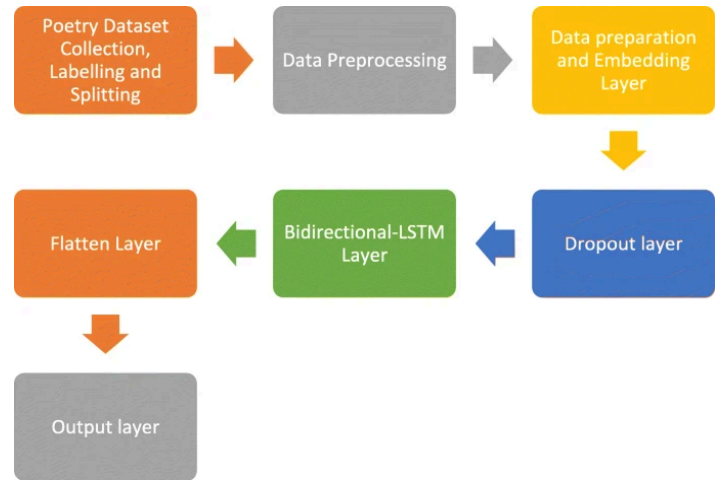 Poetry Dataset
Collection,
Labelling and
Splitting
Data Preprocessing
Data preparation
and Embedding
Layer
Dropout layer
Bidirectional-LSTM
Layer
Flatten Layer
Output layer